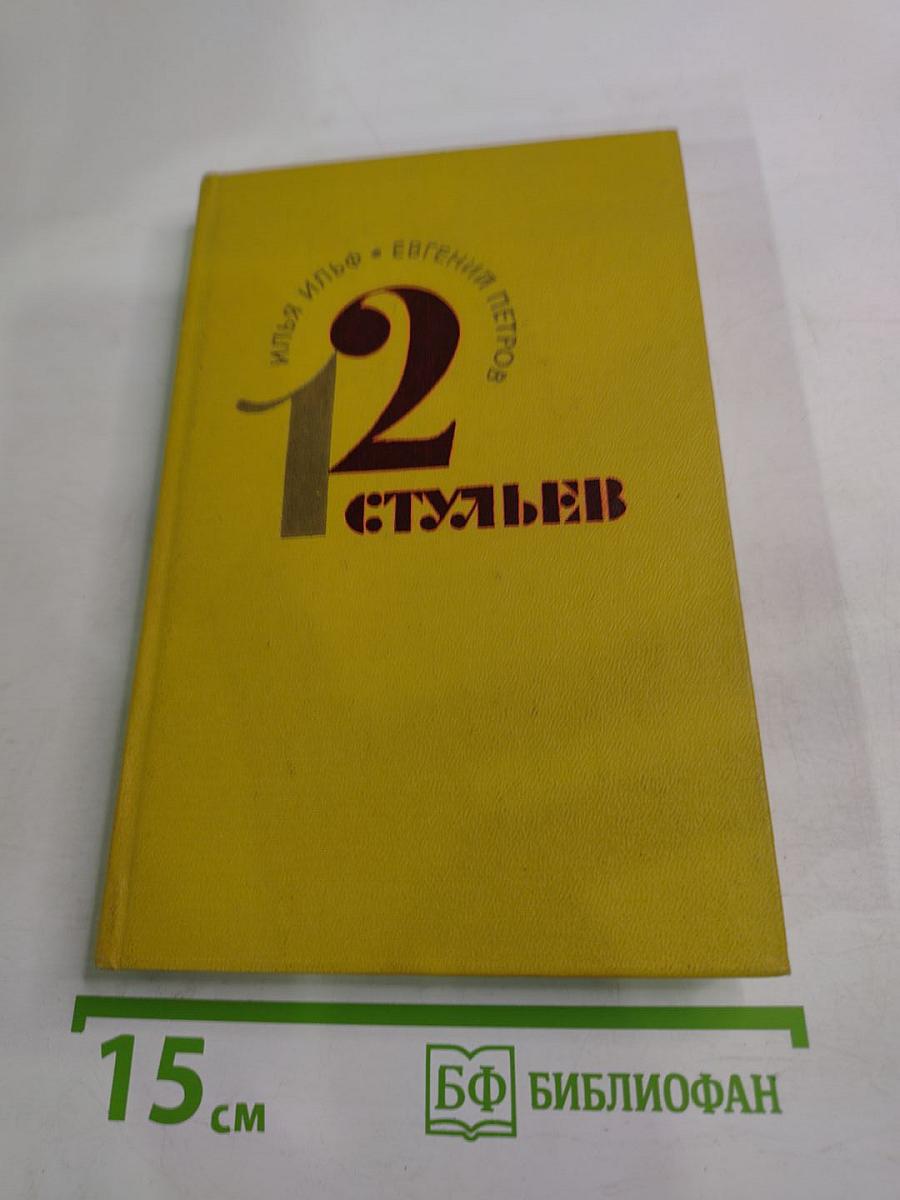 ИЛЬЯ ИЛЬФ • ЕВГЕНИЙ ПЕТРОВ
12
СТУЛЬЕВ
15 см
БФ БИБЛИОФАН